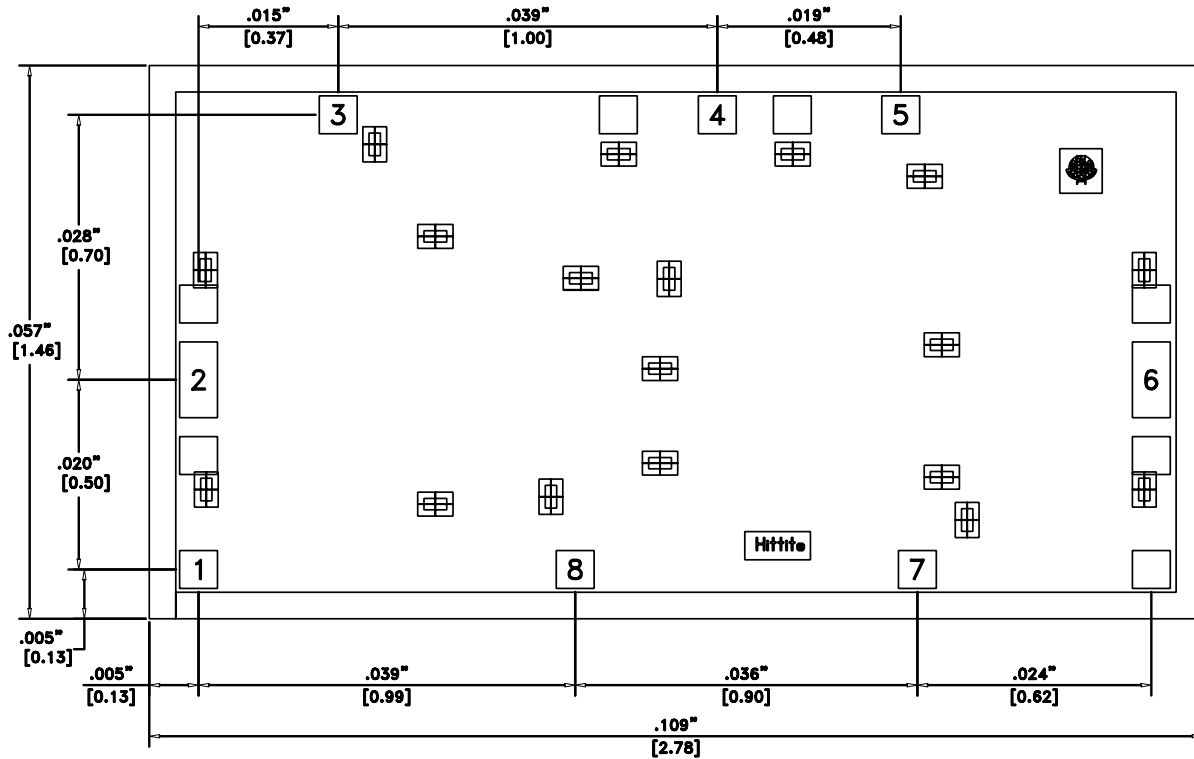 .015" .039" .019"
[0.37] [1.00] [0.48]
3 4 5
.028"
[0.70]
.057"
[1.46]
2 6
.020"
[0.50]
Hittite
1 8 7
.005"
[0.13]
.005" .039" .036" .024"
[0.13] [0.99] [0.90] [0.62]
.109"
[2.78]